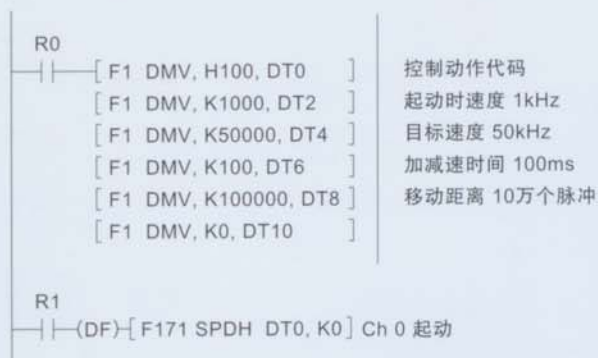 R0
[ F1 DMV, H100, DT0 ] 控制动作代码
[ F1 DMV, K1000, DT2 ] 起动时速度 1kHz
[ F1 DMV, K50000, DT4 ] 目标速度 50kHz
[ F1 DMV, K100, DT6 ] 加减速时间 100ms
[ F1 DMV, K100000, DT8 ] 移动距离 10万个脉冲
[ F1 DMV, K0, DT10 ]
R1
(DF) [ F171 SPDH DT0, K0 ] Ch 0 起动